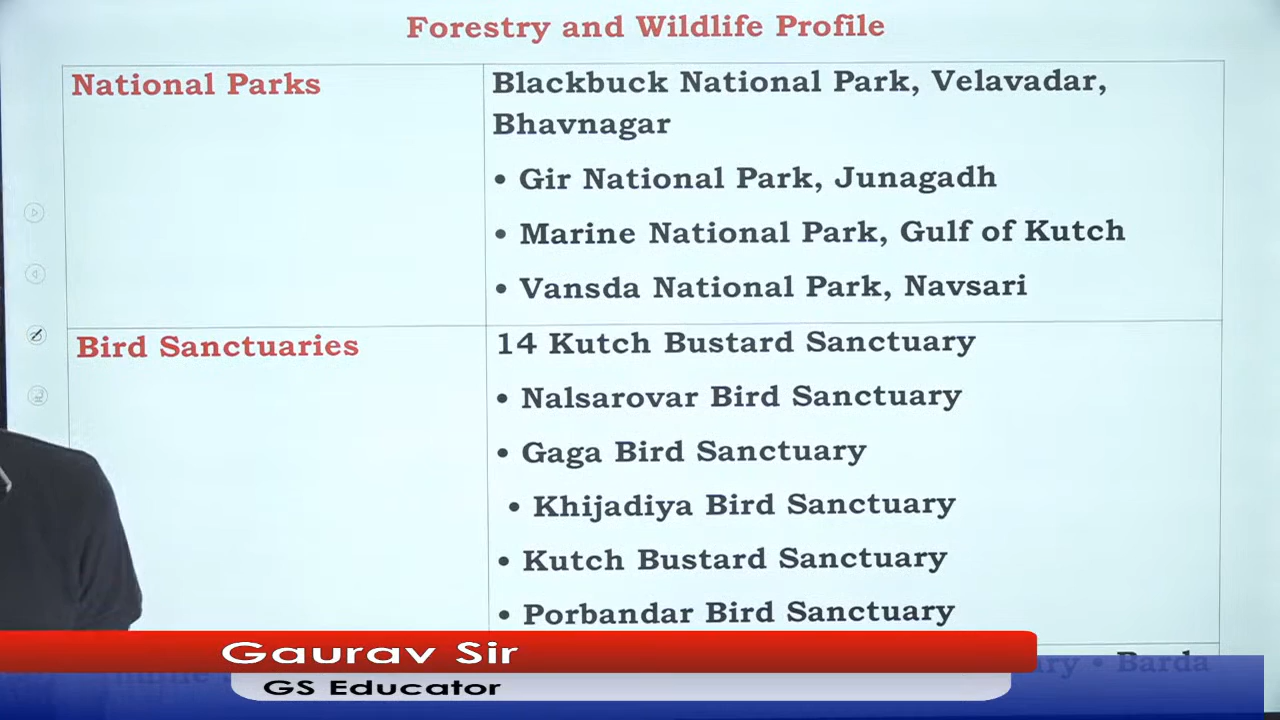 Forestry and Wildlife Profile
National Parks
Blackbuck National Park, Velavadar,
Bhavnagar
• Gir National Park, Junagadh
• Marine National Park, Gulf of Kutch
• Vansda National Park, Navsari
Bird Sanctuaries
14 Kutch Bustard Sanctuary
• Nalsarovar Bird Sanctuary
• Gaga Bird Sanctuary
• Khijadiya Bird Sanctuary
• Kutch Bustard Sanctuary
• Porbandar Bird Sanctuary
• Barda
Gaurav Sir
GS Educator